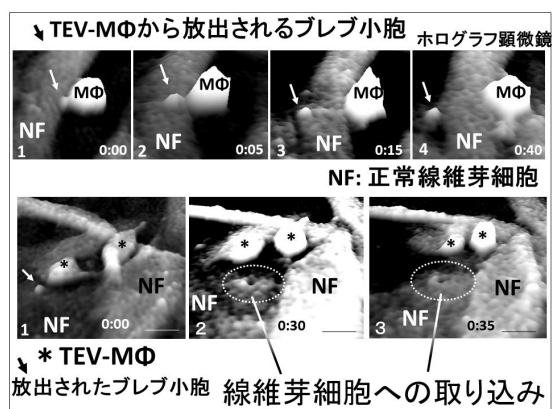 TEV-MΦから放出されるブレブ小胞
ホログラフ顕微鏡
MΦ
NF
1
0:00
MΦ
NF
2
0:05
MΦ
NF
3
0:15
MΦ
NF
4
0:40
NF: 正常線維芽細胞
*
*
NF
NF
1
0:00
*
*
NF
NF
2
0:30
*
*
NF
NF
3
0:35
* TEV-MΦ
放出されたブレブ小胞
線維芽細胞への取り込み